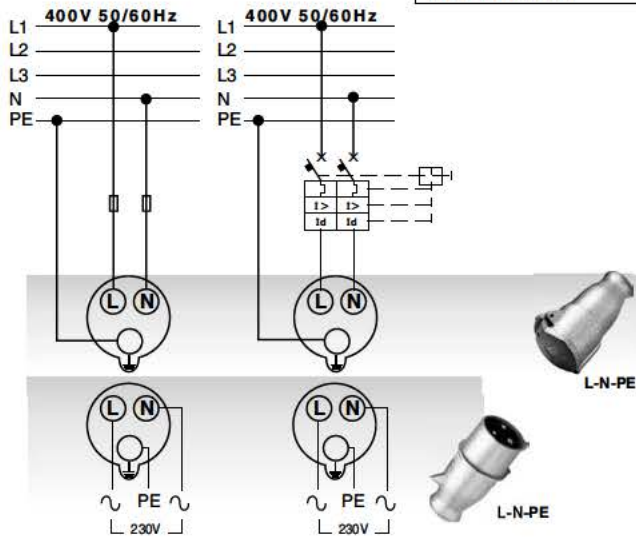 400V 50/60Hz
L1
L2
L3
N
PE
400V 50/60Hz
L1
L2
L3
N
PE
I> I>
Id Id
L N
L N
L-N-PE
L N
PE
230V
L N
PE
230V
L-N-PE